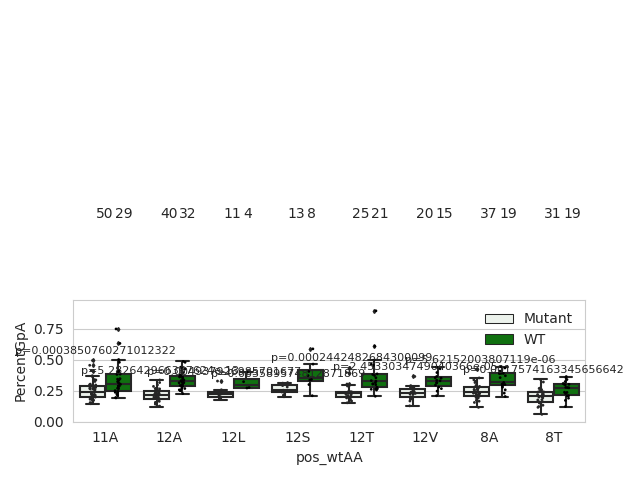 50 29 40 32 11 4 13 8 25 21 20 15 37 19 31 19
Mutant
WT
0.75
0.50
0.25
0.00
PercentGpA
p=0.0003850760271012322
p=0.0002442482684300099
11A 12A 12L 12S 12T 12V 8A 8T
pos_wtAA